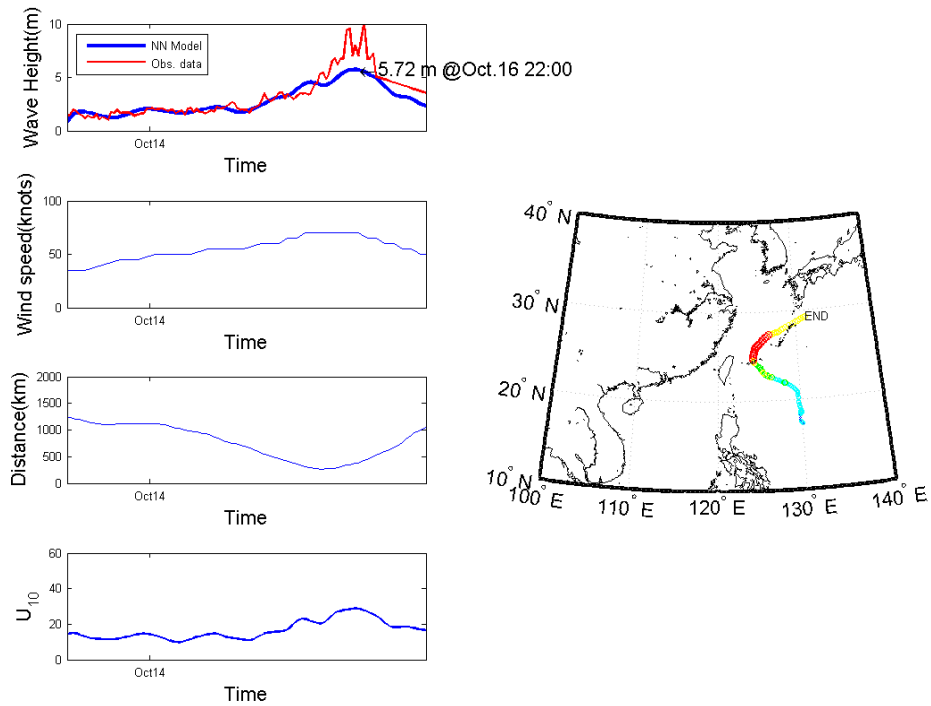 Wave Height(m)
10
5
0
NN Model
Obs. data
5.72 m @Oct.16 22:00
Oct14
Time
Wind speed(knots)
100
50
0
Oct14
Time
Distance(km)
2000
1500
1000
500
0
Oct14
Time
U10
60
40
20
0
Oct14
Time
40° N
30° N
20° N
10° N
100° E
110° E
120° E
130° E
140° E
END